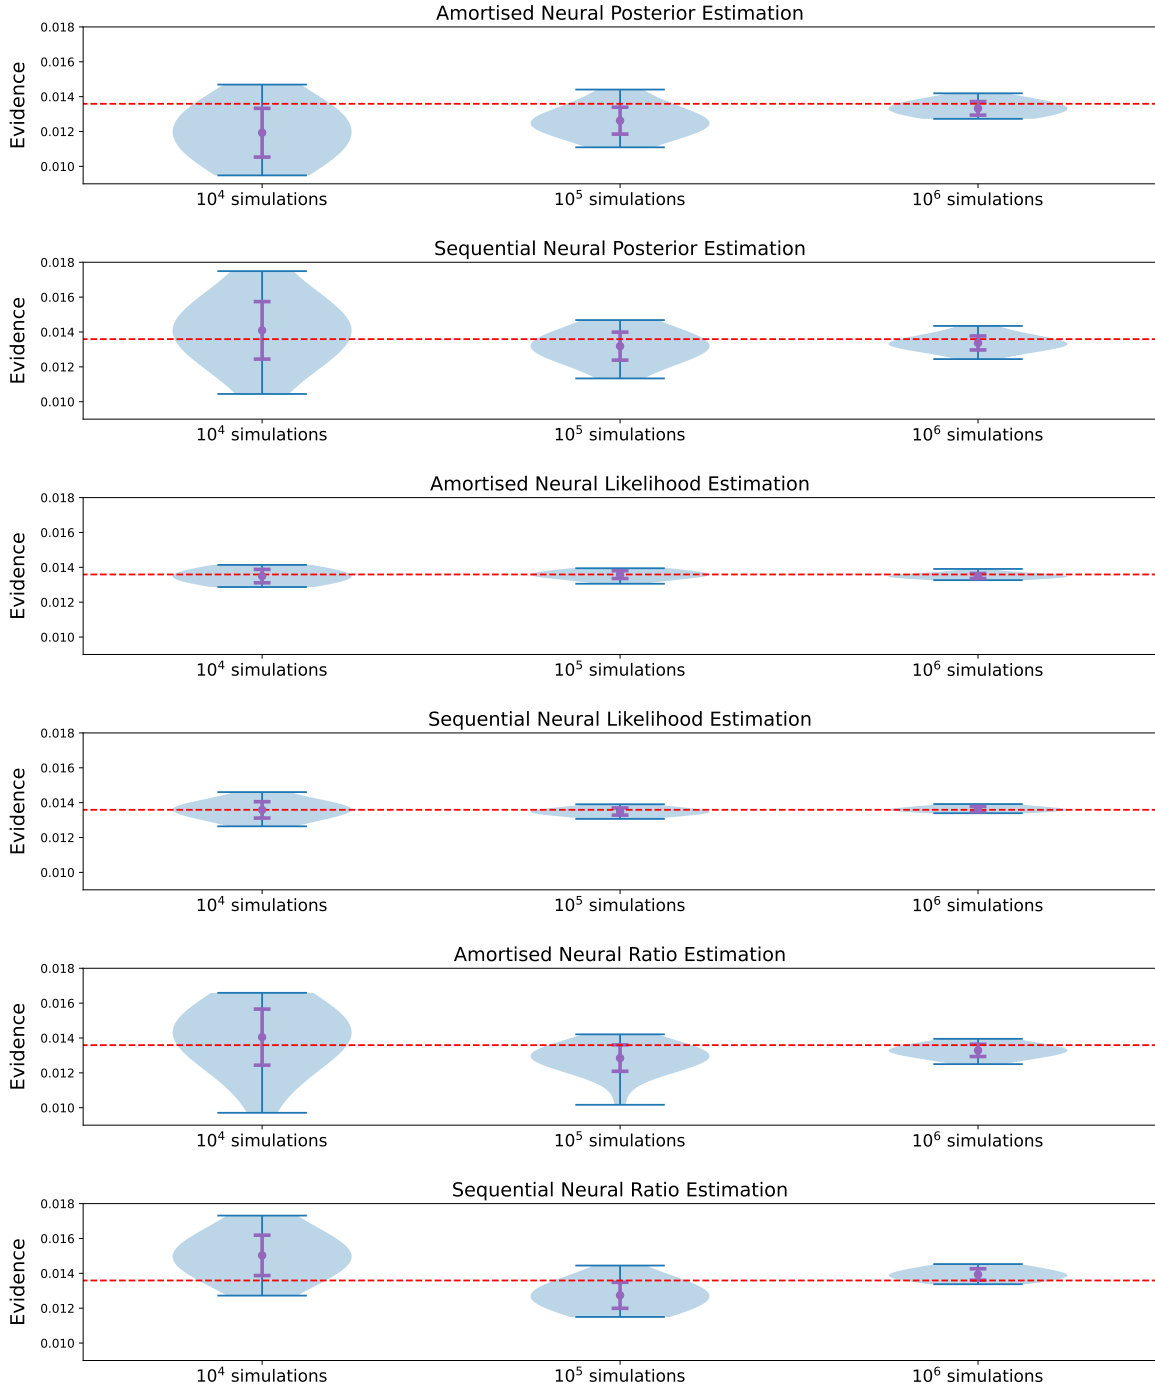 Amortised Neural Posterior Estimation
0.018
0.016
0.014
0.012
0.010
Evidence
10⁴ simulations 10⁵ simulations 10⁶ simulations
Sequential Neural Posterior Estimation
0.018
0.016
0.014
0.012
0.010
Evidence
10⁴ simulations 10⁵ simulations 10⁶ simulations
Amortised Neural Likelihood Estimation
0.018
0.016
0.014
0.012
0.010
Evidence
10⁴ simulations 10⁵ simulations 10⁶ simulations
Sequential Neural Likelihood Estimation
0.018
0.016
0.014
0.012
0.010
Evidence
10⁴ simulations 10⁵ simulations 10⁶ simulations
Amortised Neural Ratio Estimation
0.018
0.016
0.014
0.012
0.010
Evidence
10⁴ simulations 10⁵ simulations 10⁶ simulations
Sequential Neural Ratio Estimation
0.018
0.016
0.014
0.012
0.010
Evidence
10⁴ simulations 10⁵ simulations 10⁶ simulations